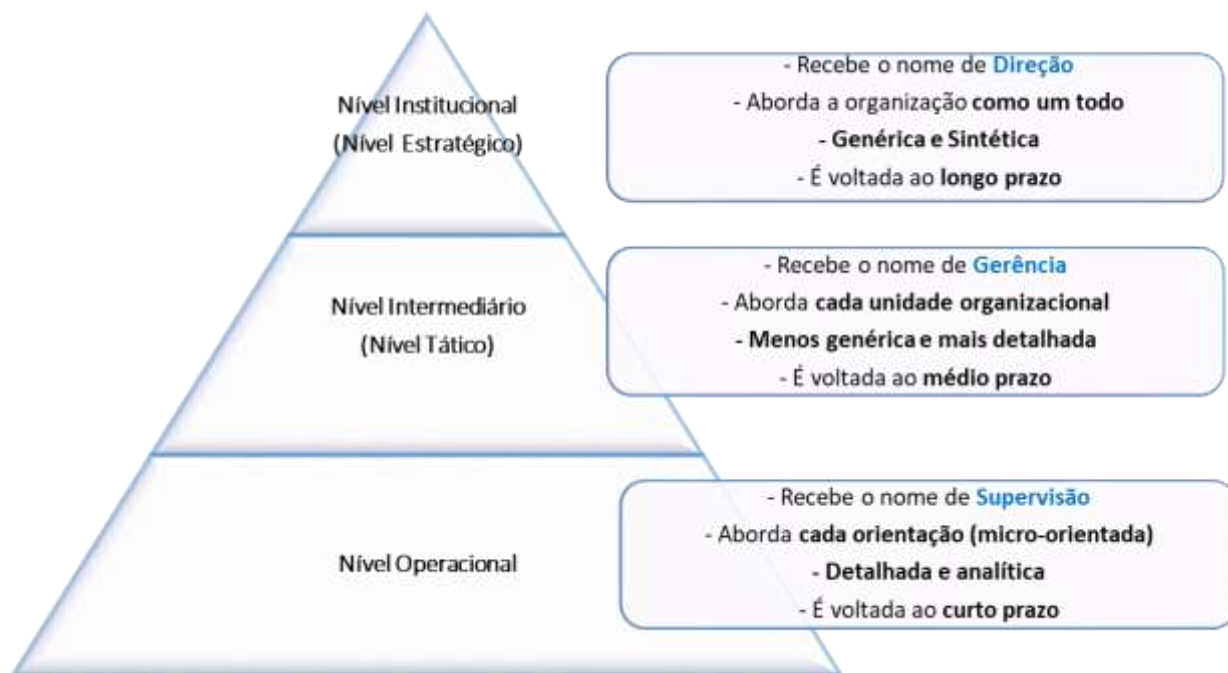 Nível Institucional
(Nível Estratégico)
- Recebe o nome de Direção
- Aborda a organização como um todo
- Genérica e Sintética
- É voltada ao longo prazo
Nível Intermediário
(Nível Tático)
- Recebe o nome de Gerência
- Aborda cada unidade organizacional
- Menos genérica e mais detalhada
- É voltada ao médio prazo
Nível Operacional
- Recebe o nome de Supervisão
- Aborda cada orientação (micro-orientada)
- Detalhada e analítica
- É voltada ao curto prazo